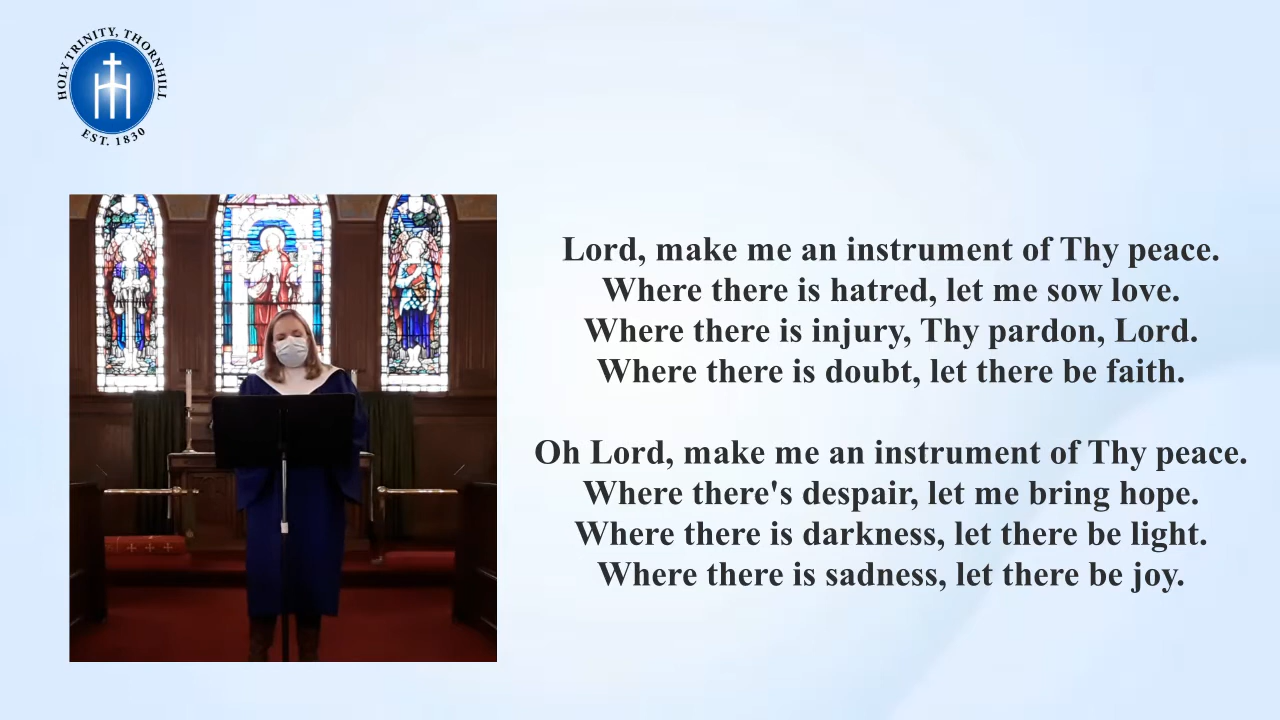 HOLY TRINITY, THORNHILL
EST. 1830
Lord, make me an instrument of Thy peace.
Where there is hatred, let me sow love.
Where there is injury, Thy pardon, Lord.
Where there is doubt, let there be faith.
Oh Lord, make me an instrument of Thy peace.
Where there's despair, let me bring hope.
Where there is darkness, let there be light.
Where there is sadness, let there be joy.